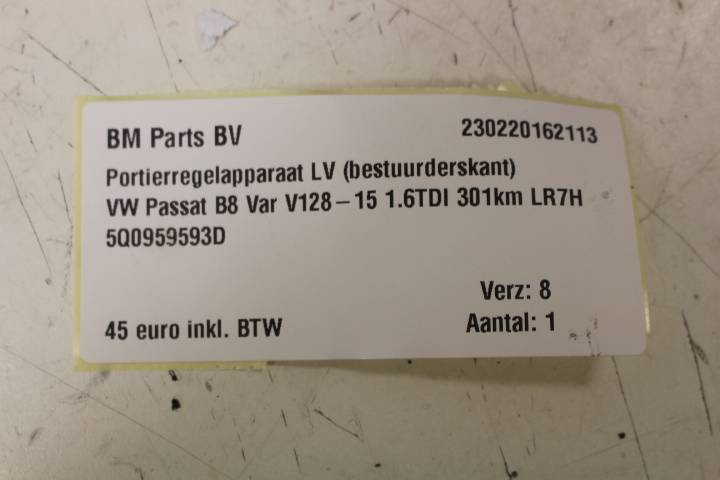 BM Parts BV 230220162113
Portierregelapparaat LV (bestuurderskant)
VW Passat B8 Var V128-15 1.6TDI 301km LR7H
5Q0959593D
Verz: 8
45 euro inkl. BTW Aantal: 1